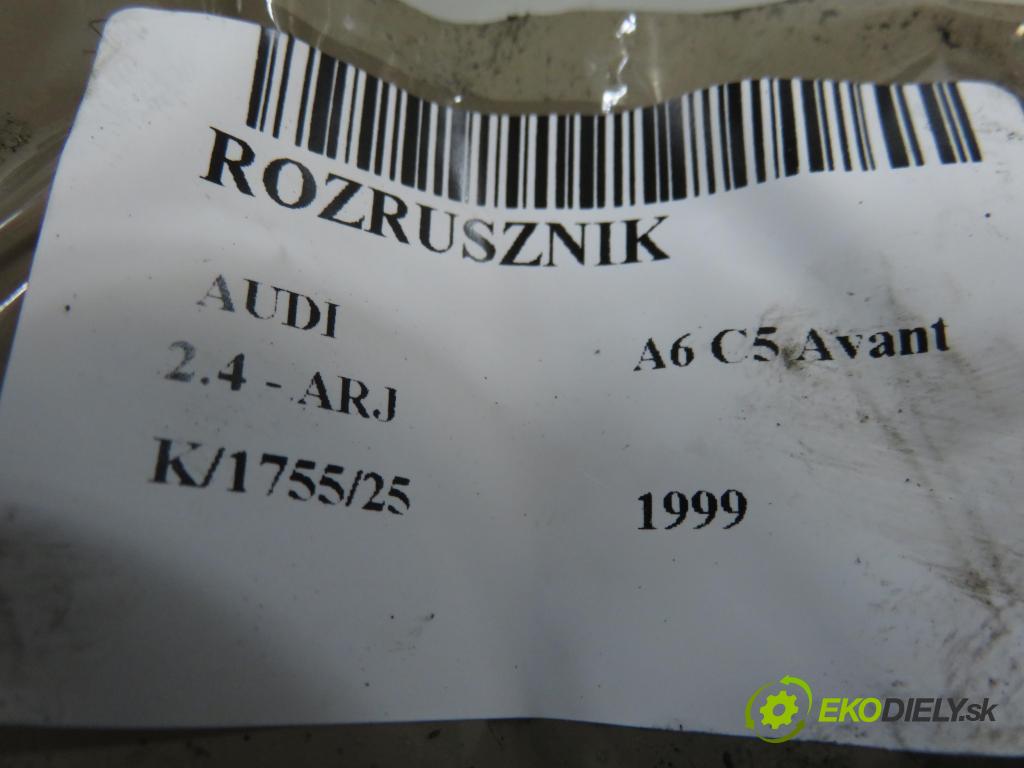 ROZRUSZNIK
AUDI
A6 C5 Avant
2.4 - ARJ
K/1755/25
1999
EKODIELY.sk